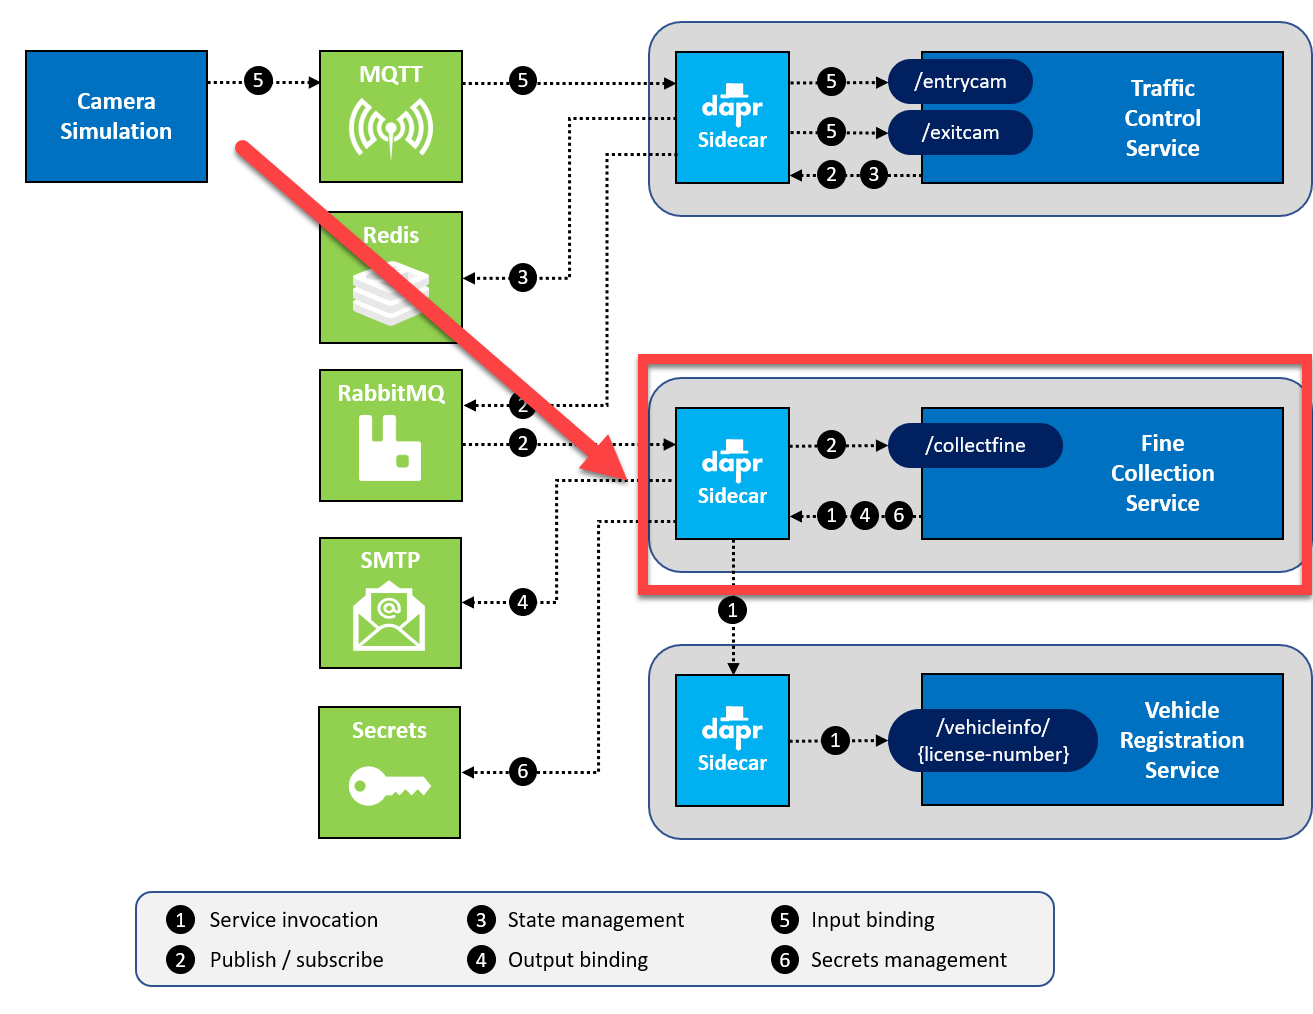 Camera
Simulation
5
MQTT
5
dapr
Sidecar
5
/entrycam
5
/exitcam
2 3
Traffic
Control
Service
Redis
3
RabbitMQ
2
2
dapr
Sidecar
2
/collectfine
1 4 6
Fine
Collection
Service
SMTP
@
4
1
Secrets
6
dapr
Sidecar
1
/vehicleinfo/
{license-number}
Vehicle
Registration
Service
1 Service invocation
3 State management
5 Input binding
2 Publish / subscribe
4 Output binding
6 Secrets management